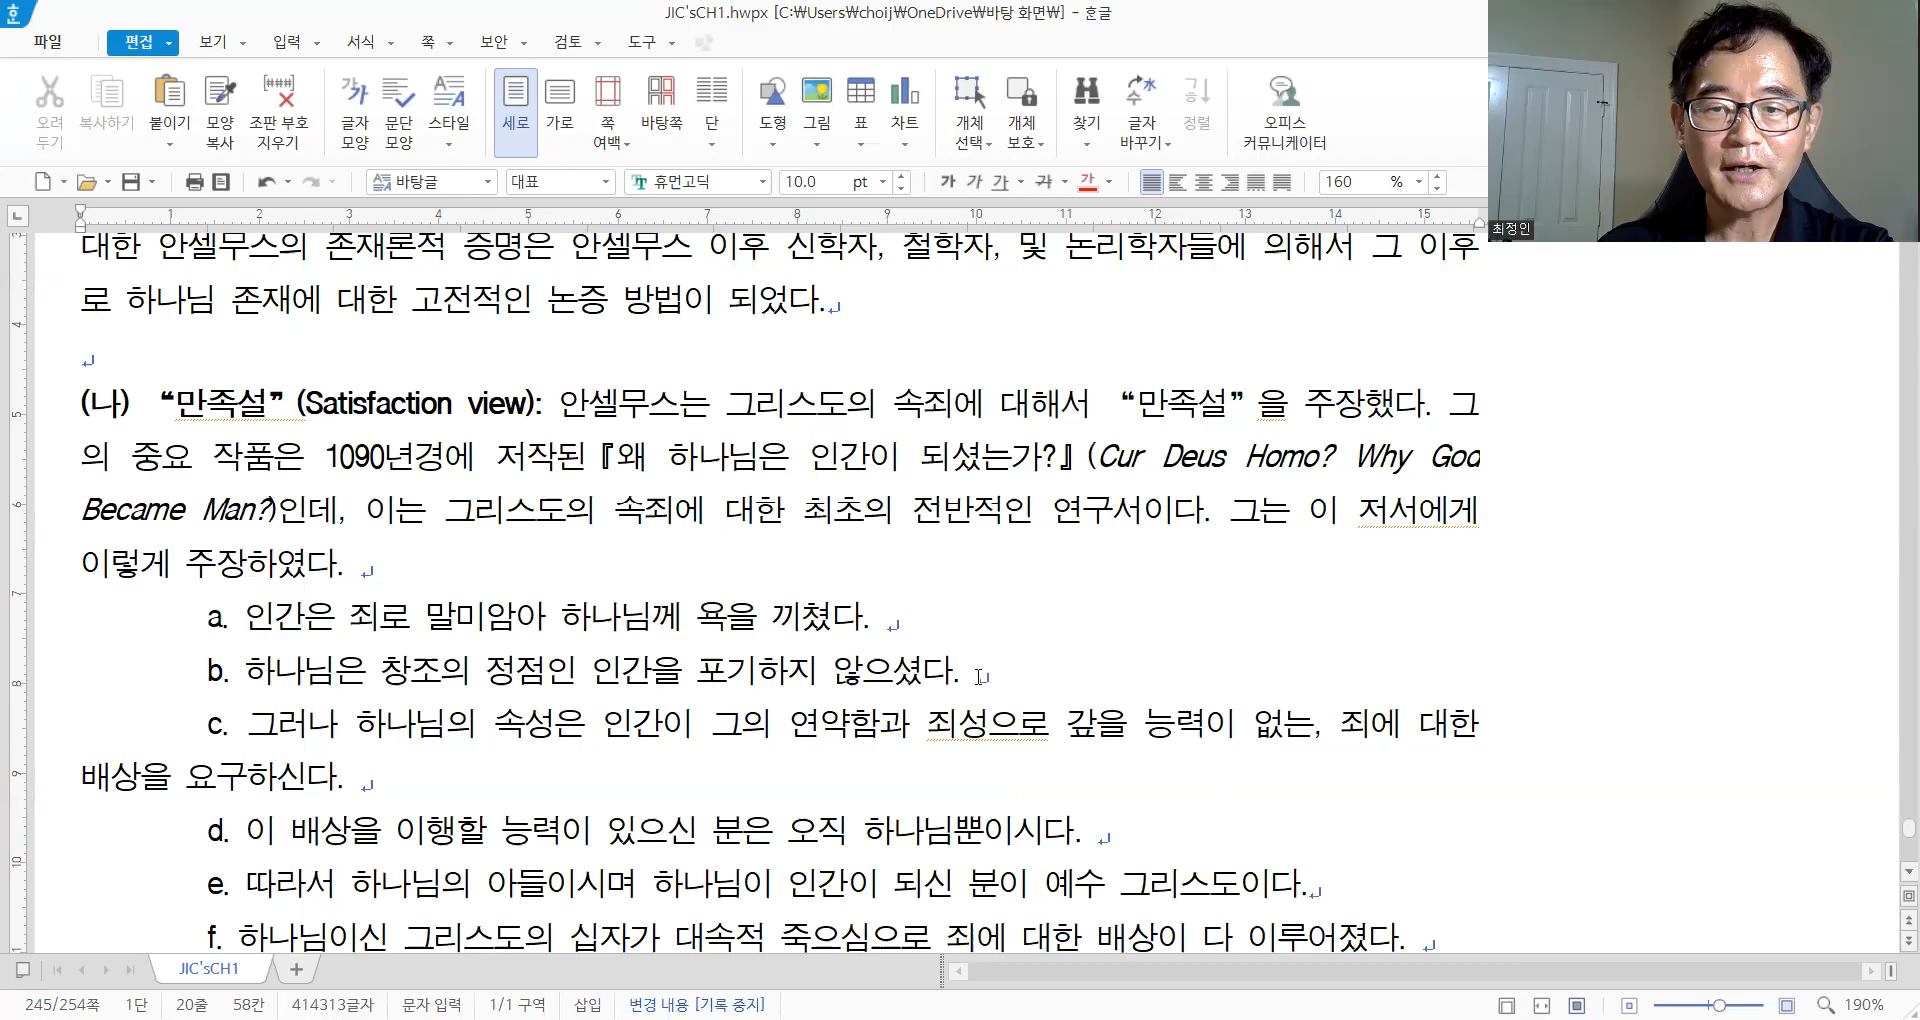 JIC'sCH1.hwpx [C:₩Users₩choij₩OneDrive₩바탕 화면₩] - 훈글
파일 편집 보기 입력 서식 쪽 보안 검토 도구
오려 두기 복사하기 붙이기 모양 복사 조판 부호 지우기 글자 모양 문단 모양 스타일 세로 가로 쪽 여백 바탕쪽 단 도형 그림 표 차트 개체 선택 개체 보호 찾기 글자 바꾸기 정렬 오피스 커뮤니케이터
바탕글 대표 휴먼고딕 10.0 pt 가 가 가 가 가 160 %
최정인
1 2 3 4 5 6 7 8 9 10 11 12 13 14 15
대한 안셀무스의 존재론적 증명은 안셀무스 이후 신학자, 철학자, 및 논리학자들에 의해서 그 이후
로 하나님 존재에 대한 고전적인 논증 방법이 되었다.
(나) “만족설” (Satisfaction view): 안셀무스는 그리스도의 속죄에 대해서 “만족설” 을 주장했다. 그
의 중요 작품은 1090년경에 저작된『왜 하나님은 인간이 되셨는가?』(Cur Deus Homo? Why God
Became Man?)인데, 이는 그리스도의 속죄에 대한 최초의 전반적인 연구서이다. 그는 이 저서에게
이렇게 주장하였다.
a. 인간은 죄로 말미암아 하나님께 욕을 끼쳤다.
b. 하나님은 창조의 정점인 인간을 포기하지 않으셨다.
c. 그러나 하나님의 속성은 인간이 그의 연약함과 죄성으로 갚을 능력이 없는, 죄에 대한
배상을 요구하신다.
d. 이 배상을 이행할 능력이 있으신 분은 오직 하나님뿐이시다.
e. 따라서 하나님의 아들이시며 하나님이 인간이 되신 분이 예수 그리스도이다.
f. 하나님이신 그리스도의 십자가 대속적 죽으심으로 죄에 대한 배상이 다 이루어졌다.
JIC'sCH1
245/254쪽 1단 20줄 58칸 414313글자 문자 입력 1/1 구역 삽입 변경 내용 [기록 중지] 190%